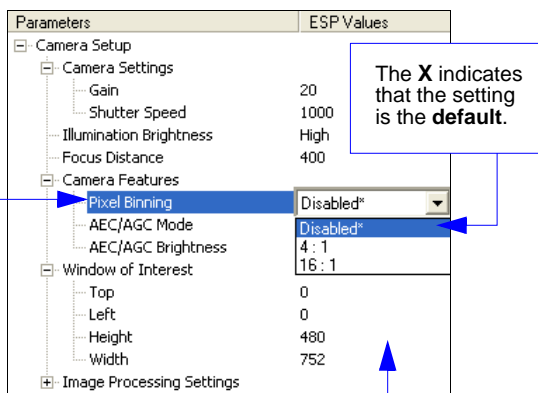 Parameters ESP Values
Camera Setup
Camera Settings
Gain 20
Shutter Speed 1000
Illumination Brightness High
Focus Distance 400
Camera Features
Pixel Binning Disabled*
AEC/AGC Mode Disabled*
AEC/AGC Brightness 4 : 1
16 : 1
Window of Interest
Top 0
Left 0
Height 480
Width 752
Image Processing Settings
The X indicates
that the setting
is the default.